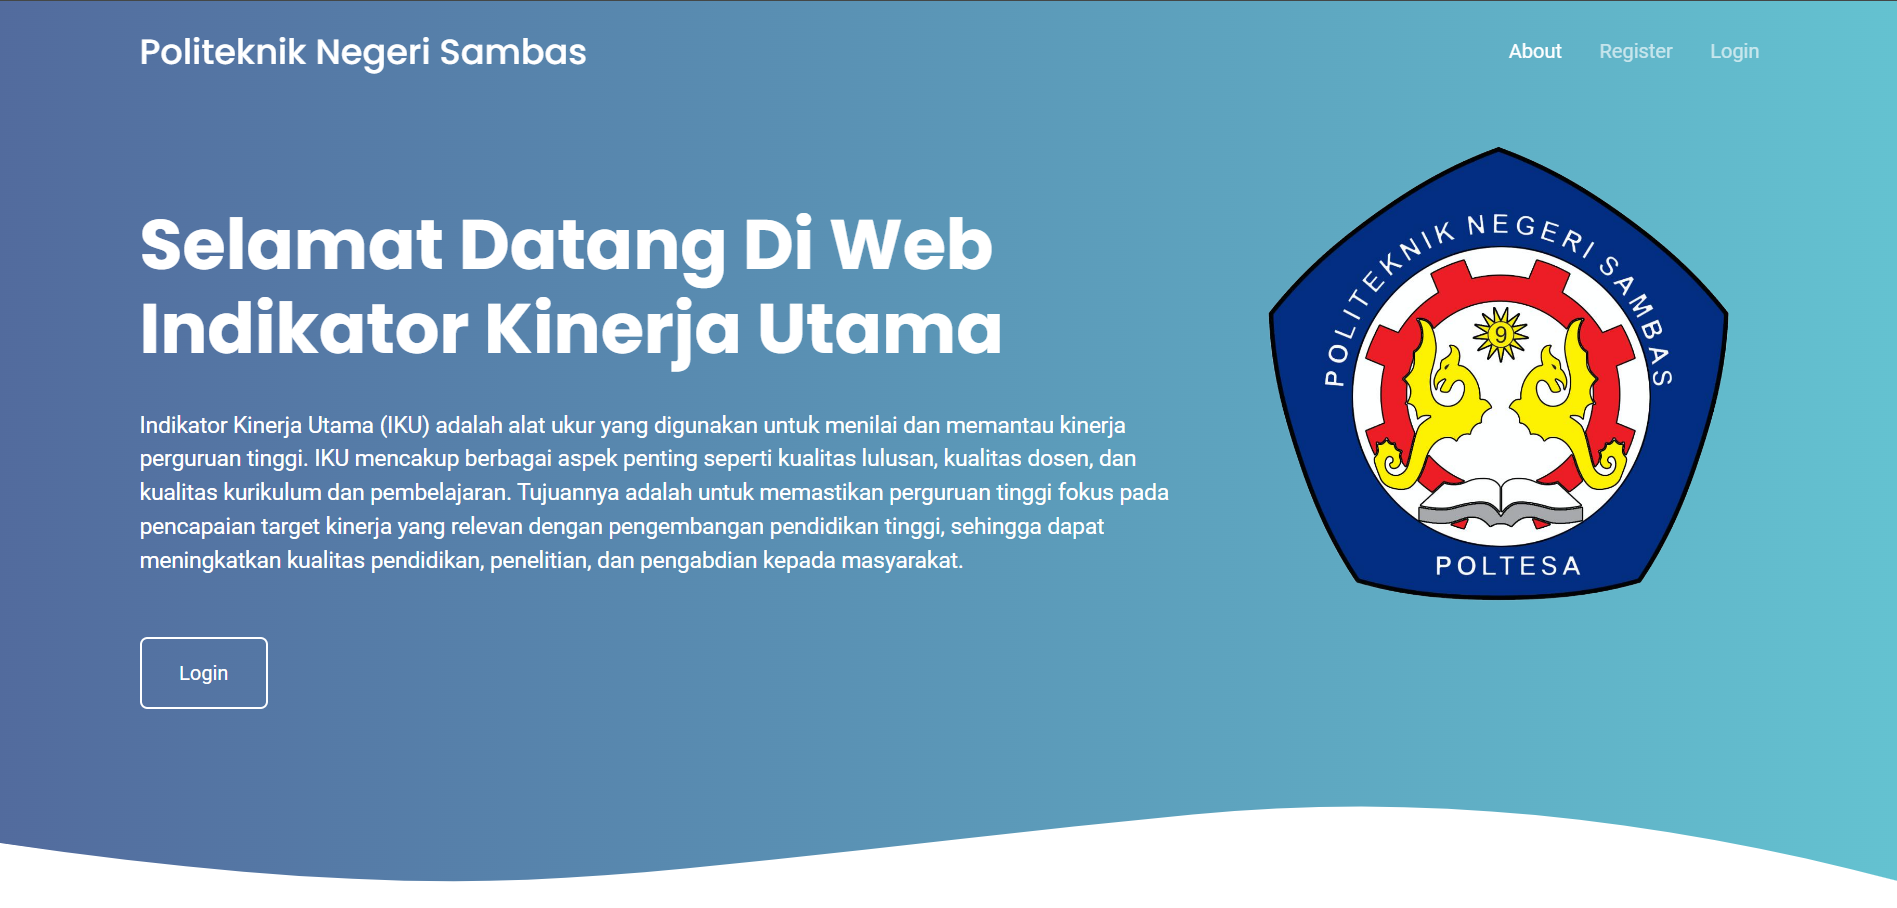 Politeknik Negeri Sambas
About
Register
Login
Selamat Datang Di Web
Indikator Kinerja Utama
Indikator Kinerja Utama (IKU) adalah alat ukur yang digunakan untuk menilai dan memantau kinerja
perguruan tinggi. IKU mencakup berbagai aspek penting seperti kualitas lulusan, kualitas dosen, dan
kualitas kurikulum dan pembelajaran. Tujuannya adalah untuk memastikan perguruan tinggi fokus pada
pencapaian target kinerja yang relevan dengan pengembangan pendidikan tinggi, sehingga dapat
meningkatkan kualitas pendidikan, penelitian, dan pengabdian kepada masyarakat.
Login
POLITEKNIK NEGERI SAMBAS
9
POLTESA